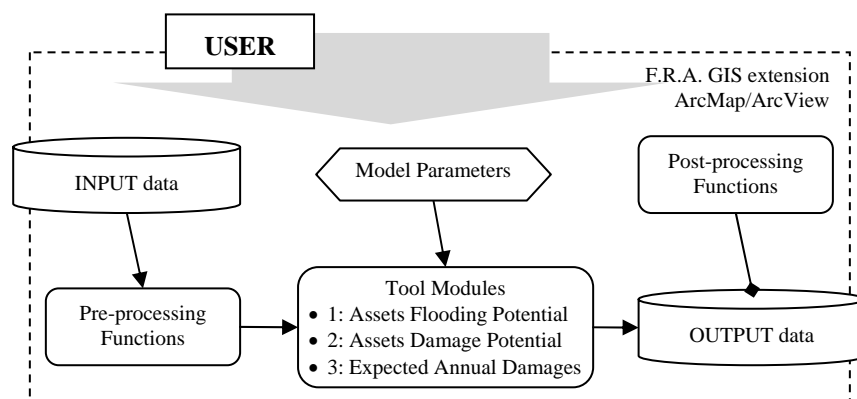 USER
F.R.A. GIS extension
ArcMap/ArcView
INPUT data
Model Parameters
Post-processing
Functions
Pre-processing
Functions
Tool Modules
• 1: Assets Flooding Potential
• 2: Assets Damage Potential
• 3: Expected Annual Damages
OUTPUT data